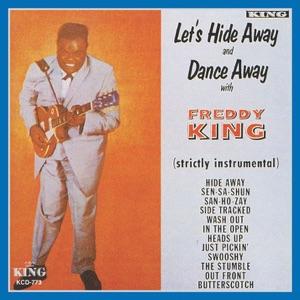 KING
Let's Hide Away
and
Dance Away
with
FREDDY
KING
(strictly instrumental)
HIDE AWAY
SEN-SA-SHUN
SAN-HO-ZAY
SIDE TRACKED
WASH OUT
IN THE OPEN
HEADS UP
JUST PICKIN'
SWOOSHY
THE STUMBLE
OUT FRONT
BUTTERSCOTCH
KING
KCD-773